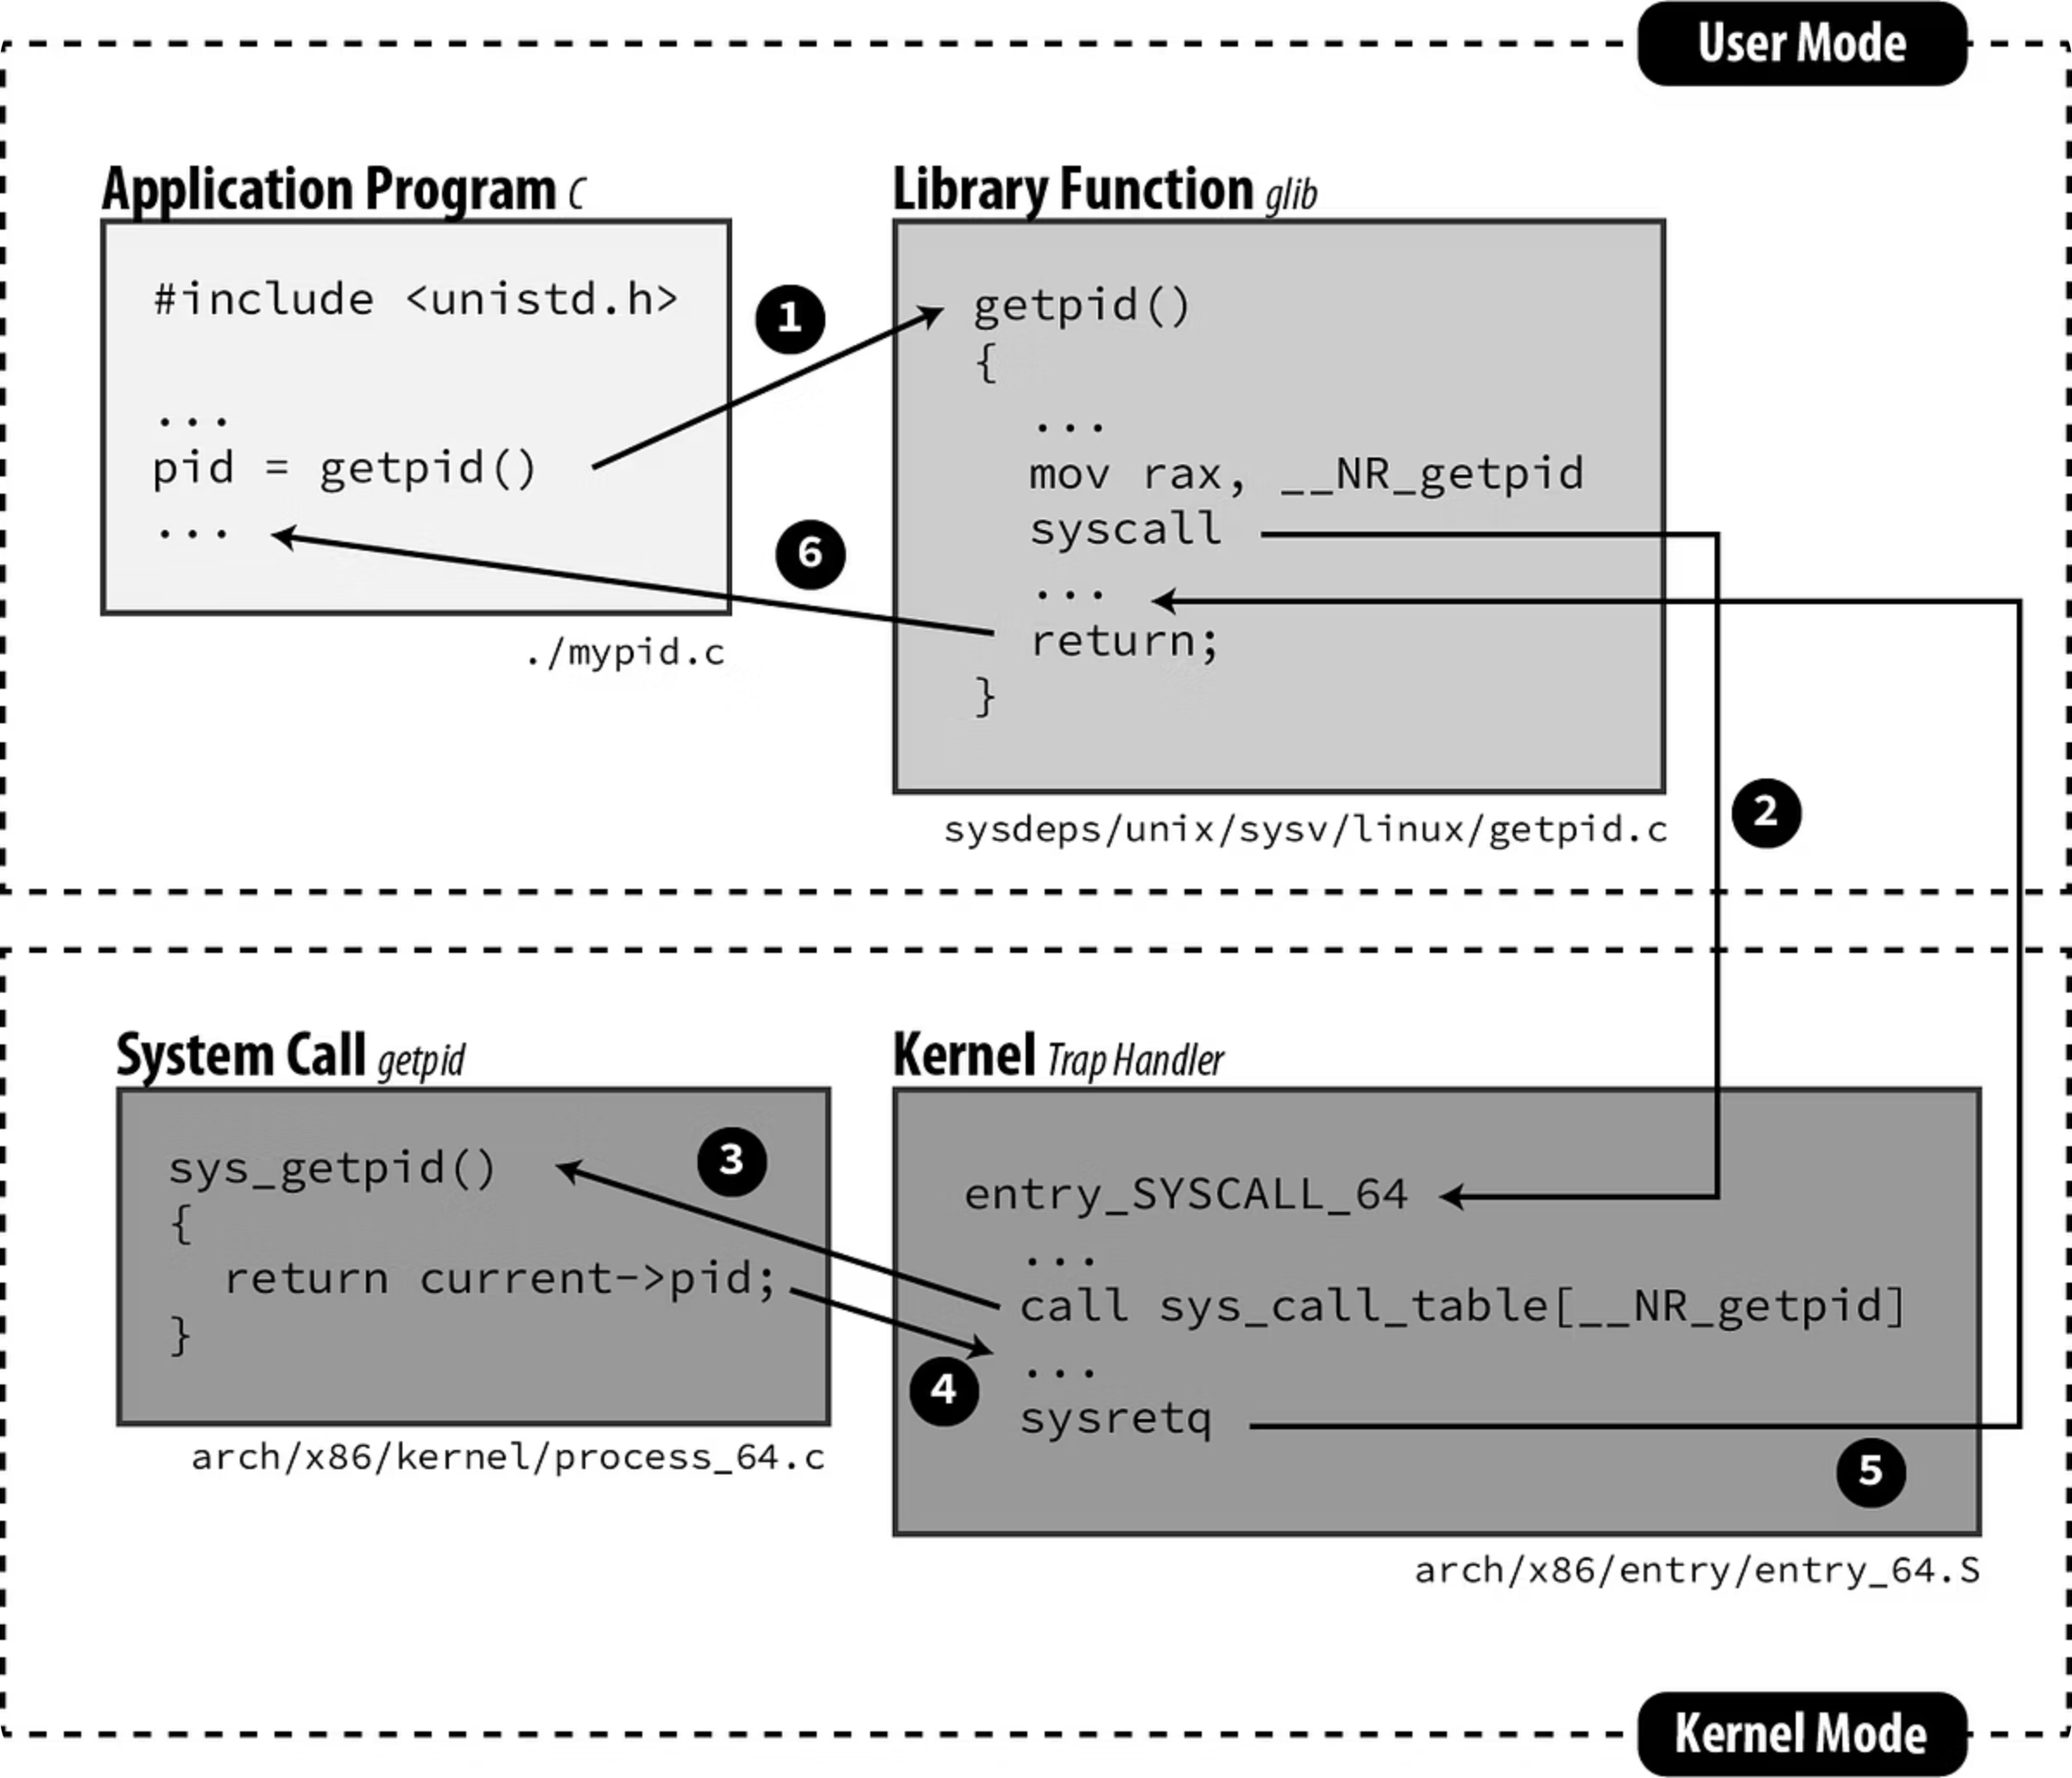 User Mode
Application Program C
#include <unistd.h>
...
pid = getpid()
...
./mypid.c
1
6
Library Function glib
getpid()
{
...
mov rax, __NR_getpid
syscall
...
return;
}
sysdeps/unix/sysv/linux/getpid.c
2
System Call getpid
sys_getpid()
{
return current->pid;
}
arch/x86/kernel/process_64.c
3
4
Kernel Trap Handler
entry_SYSCALL_64
...
call sys_call_table[__NR_getpid]
...
sysretq
5
arch/x86/entry/entry_64.S
Kernel Mode